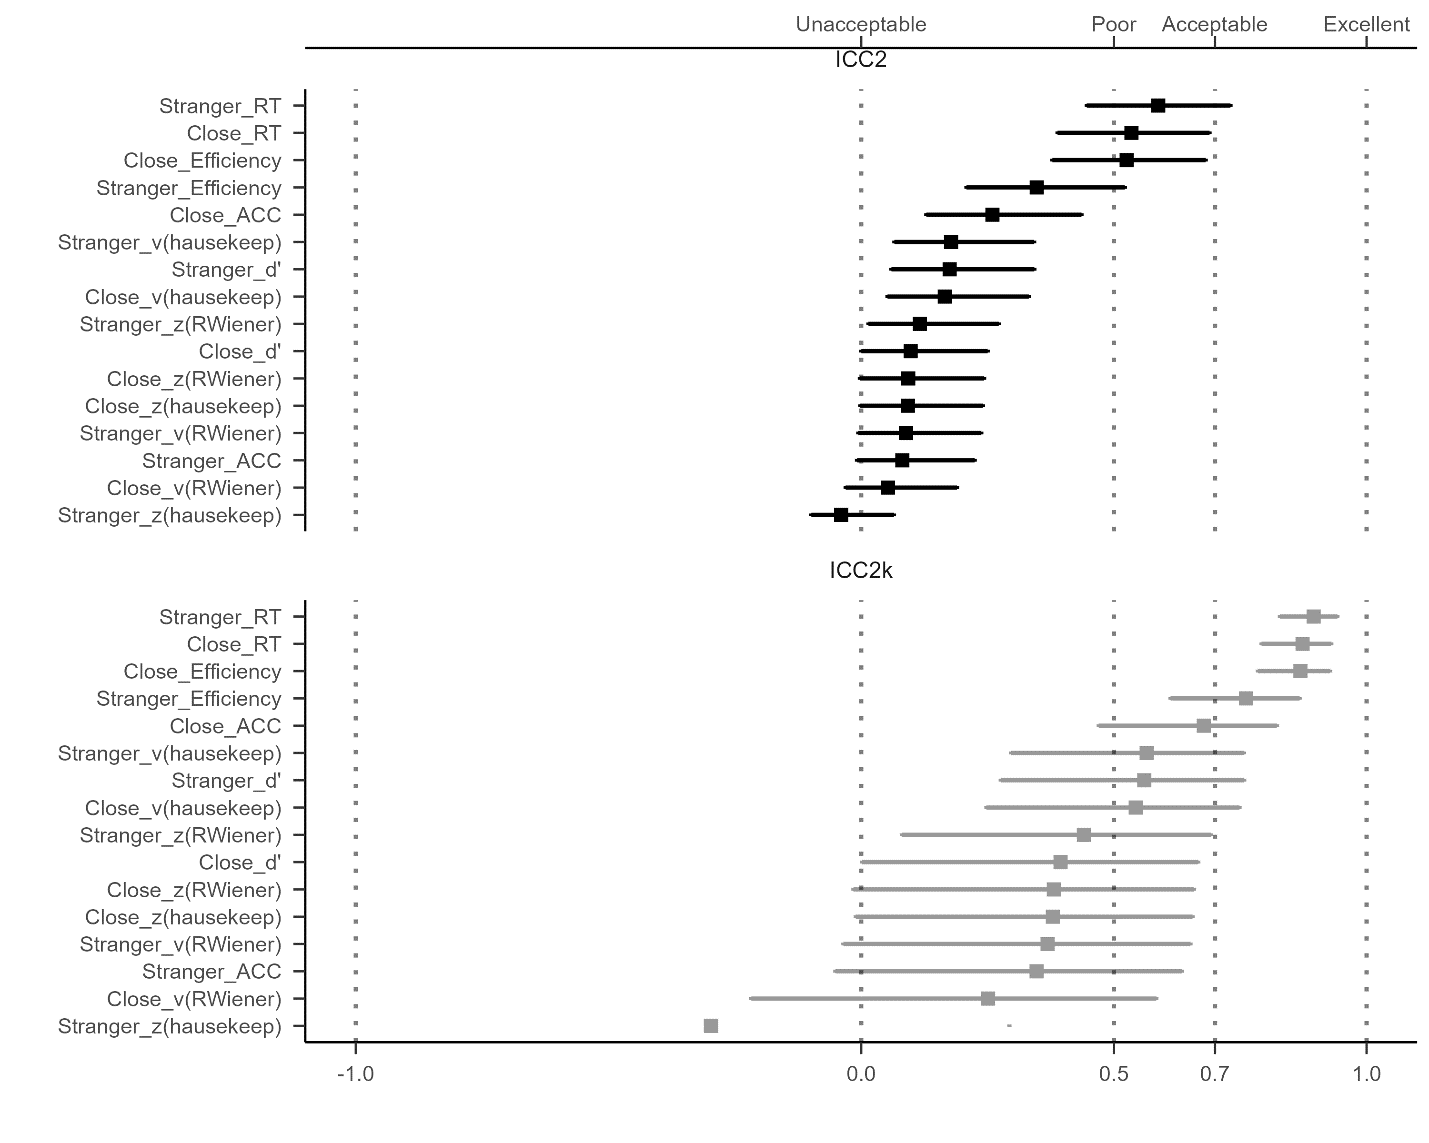 Unacceptable Poor Acceptable Excellent
ICC2
Stranger_RT
Close_RT
Close_Efficiency
Stranger_Efficiency
Close_ACC
Stranger_v(hausekeep)
Stranger_d'
Close_v(hausekeep)
Stranger_z(RWiener)
Close_d'
Close_z(RWiener)
Close_z(hausekeep)
Stranger_v(RWiener)
Stranger_ACC
Close_v(RWiener)
Stranger_z(hausekeep)
ICC2k
Stranger_RT
Close_RT
Close_Efficiency
Stranger_Efficiency
Close_ACC
Stranger_v(hausekeep)
Stranger_d'
Close_v(hausekeep)
Stranger_z(RWiener)
Close_d'
Close_z(RWiener)
Close_z(hausekeep)
Stranger_v(RWiener)
Stranger_ACC
Close_v(RWiener)
Stranger_z(hausekeep)
-1.0 0.0 0.5 0.7 1.0